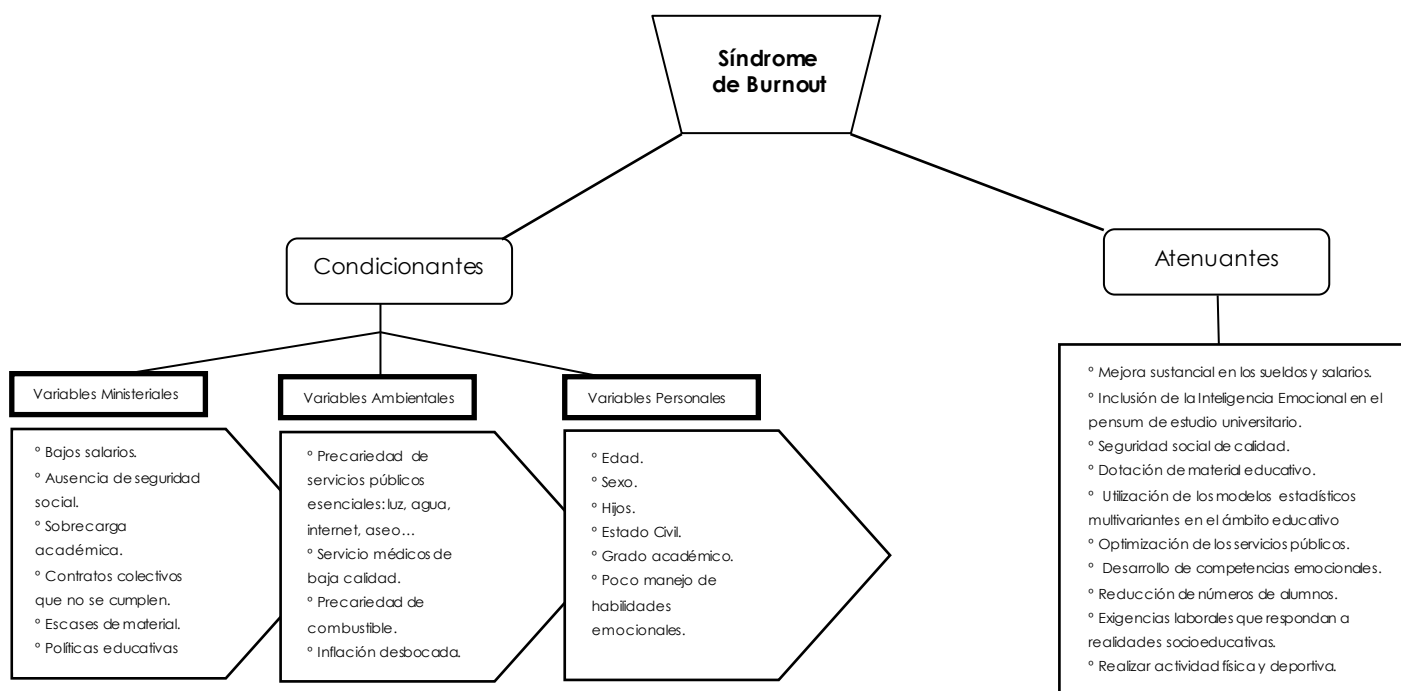 Síndrome
de Burnout
Condicionantes
Atenuantes
Variables Ministeriales
Variables Ambientales
Variables Personales
° Bajos salarios.
° Ausencia de seguridad
social.
° Sobrecarga
académica.
° Contratos colectivos
que no se cumplen.
° Escases de material.
° Políticas educativas
° Precariedad de
servicios públicos
esenciales: luz, agua,
internet, aseo...
° Servicio médicos de
baja calidad.
° Precariedad de
combustible.
° Inflación desbocada.
° Edad.
° Sexo.
° Hijos.
° Estado Civil.
° Grado académico.
° Poco manejo de
habilidades
emocionales.
° Mejora sustancial en los sueldos y salarios.
° Inclusión de la Inteligencia Emocional en el
pensum de estudio universitario.
° Seguridad social de calidad.
° Dotación de material educativo.
° Utilización de los modelos estadísticos
multivariantes en el ámbito educativo
° Optimización de los servicios públicos.
° Desarrollo de competencias emocionales.
° Reducción de números de alumnos.
° Exigencias laborales que respondan a
realidades socioeducativas.
° Realizar actividad física y deportiva.